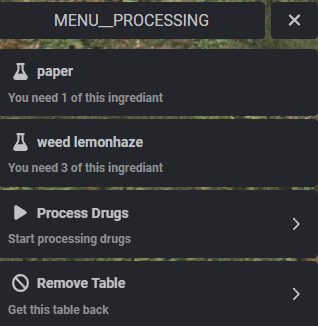 MENU__PROCESSING
paper
You need 1 of this ingrediant
weed lemonhaze
You need 3 of this ingrediant
Process Drugs
Start processing drugs
Remove Table
Get this table back